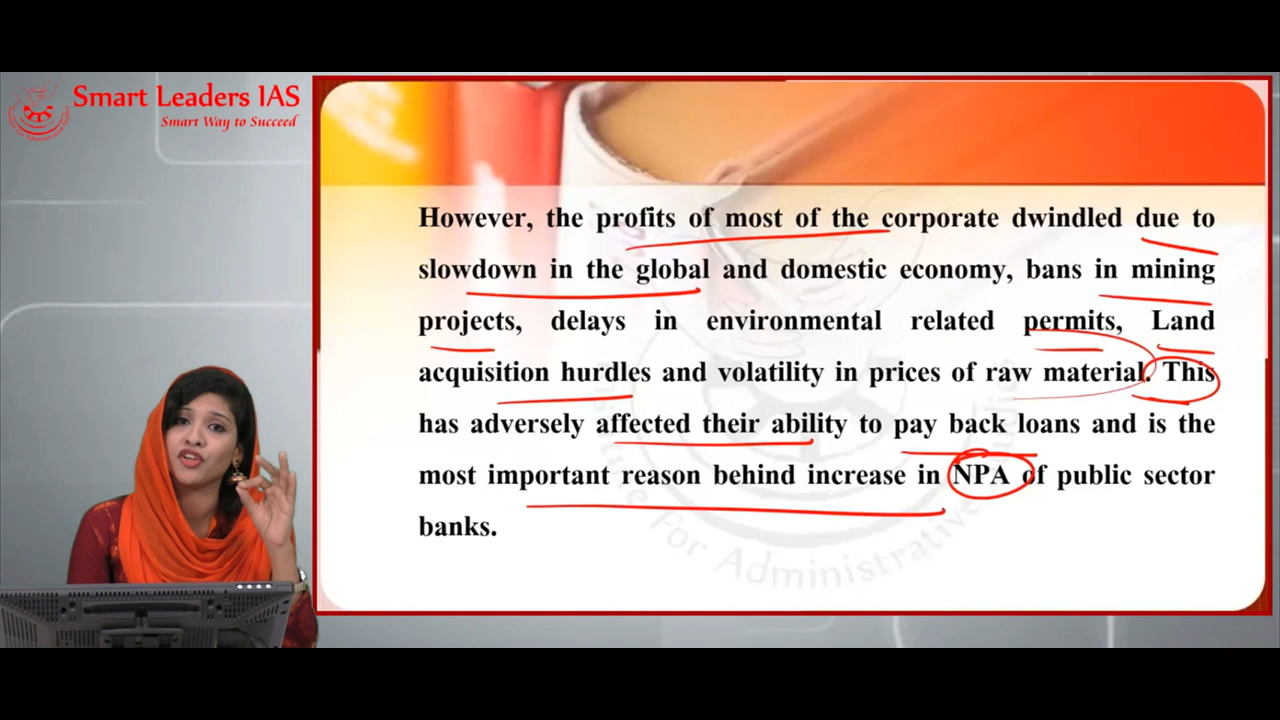 Smart Leaders IAS
Smart Way to Succeed
However, the profits of most of the corporate dwindled due to
slowdown in the global and domestic economy, bans in mining
projects, delays in environmental related permits, Land
acquisition hurdles and volatility in prices of raw material. This
has adversely affected their ability to pay back loans and is the
most important reason behind increase in NPA of public sector
banks.
For Administrative